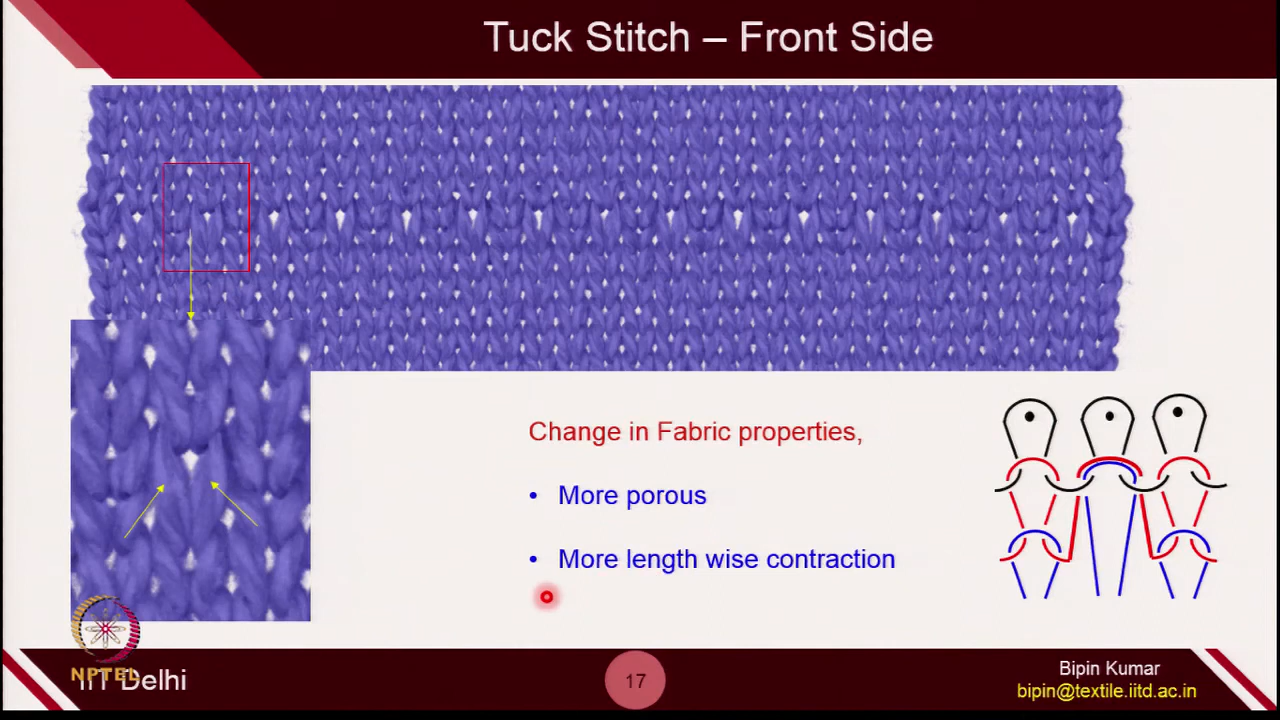 Tuck Stitch – Front Side
Change in Fabric properties,
• More porous
• More length wise contraction
NPTEL
IIT Delhi
17
Bipin Kumar
bipin@textile.iitd.ac.in